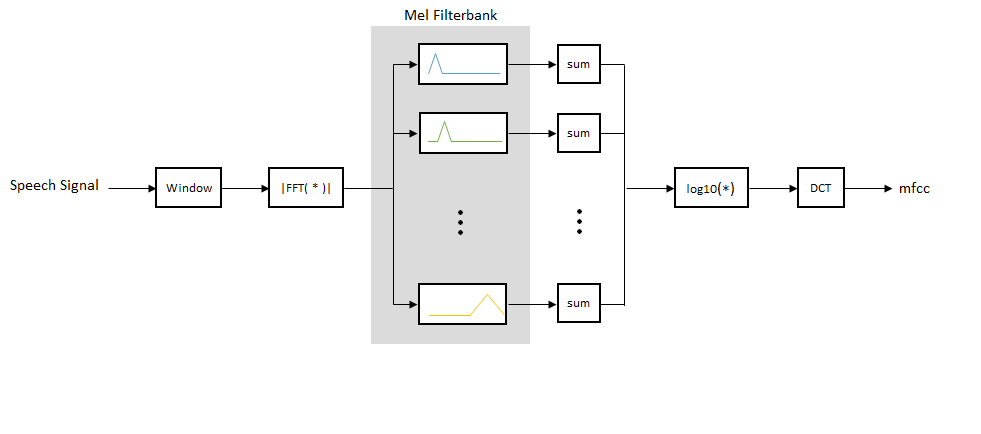 Mel Filterbank
sum
sum
Speech Signal
Window
|FFT( * )|
log10(*)
DCT
mfcc
sum